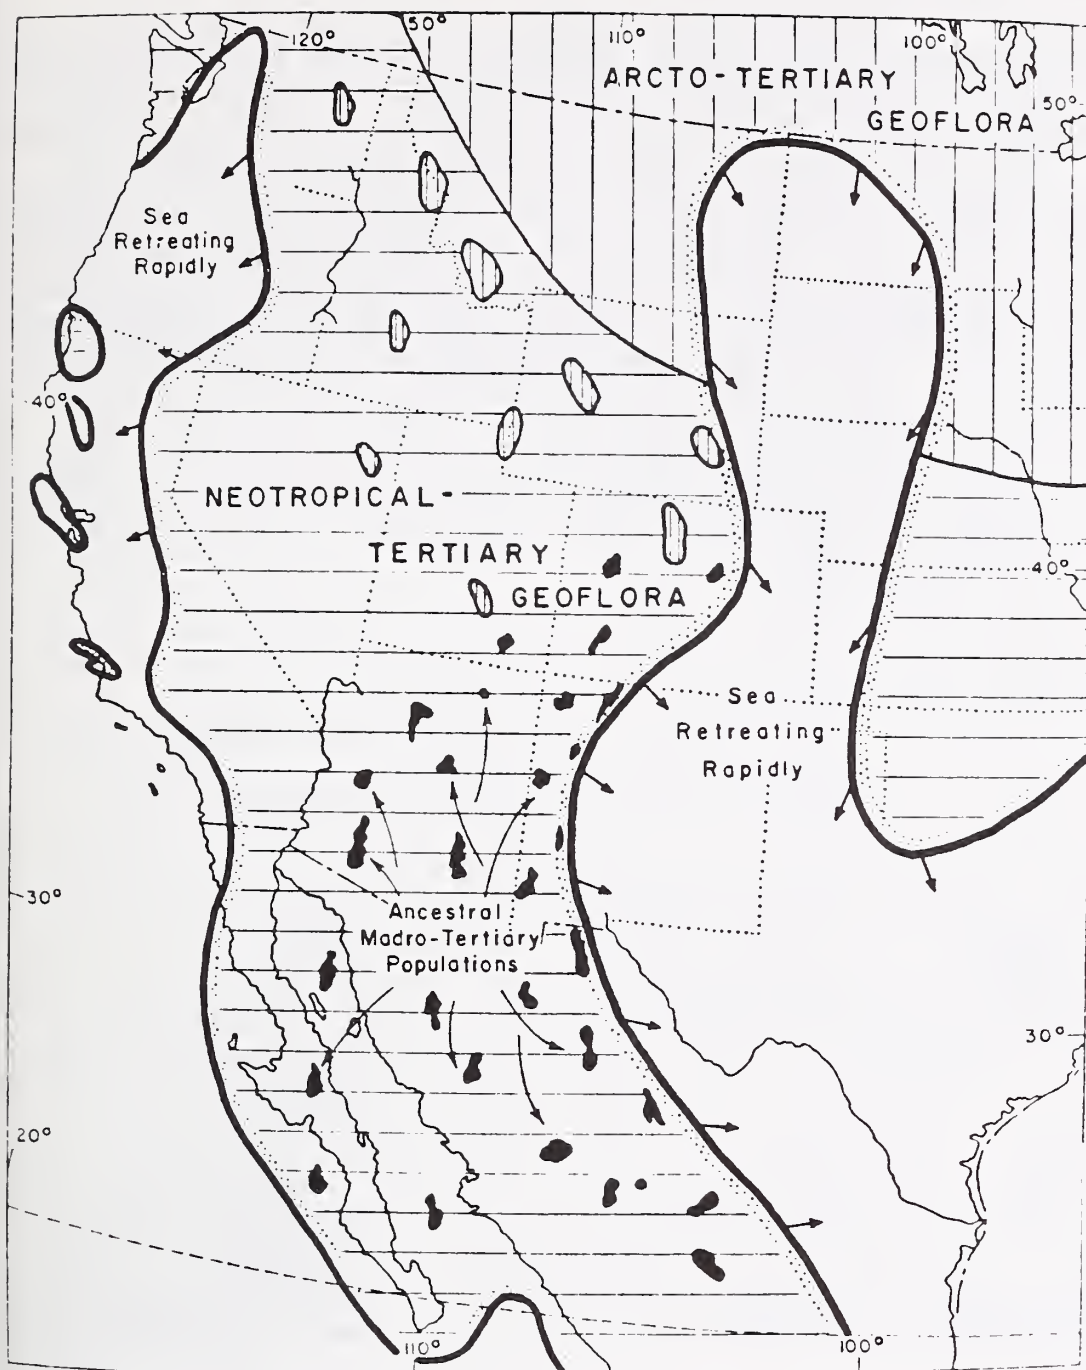 120°
50°
110°
100°
ARCTO-TERTIARY
GEOFLORA
50°
Sea
Retreating
Rapidly
40°
NEOTROPICAL-
TERTIARY
GEOFLORA
40°
Sea
Retreating
Rapidly
30°
Ancestral
Madro-Tertiary
Populations
30°
20°
110°
100°